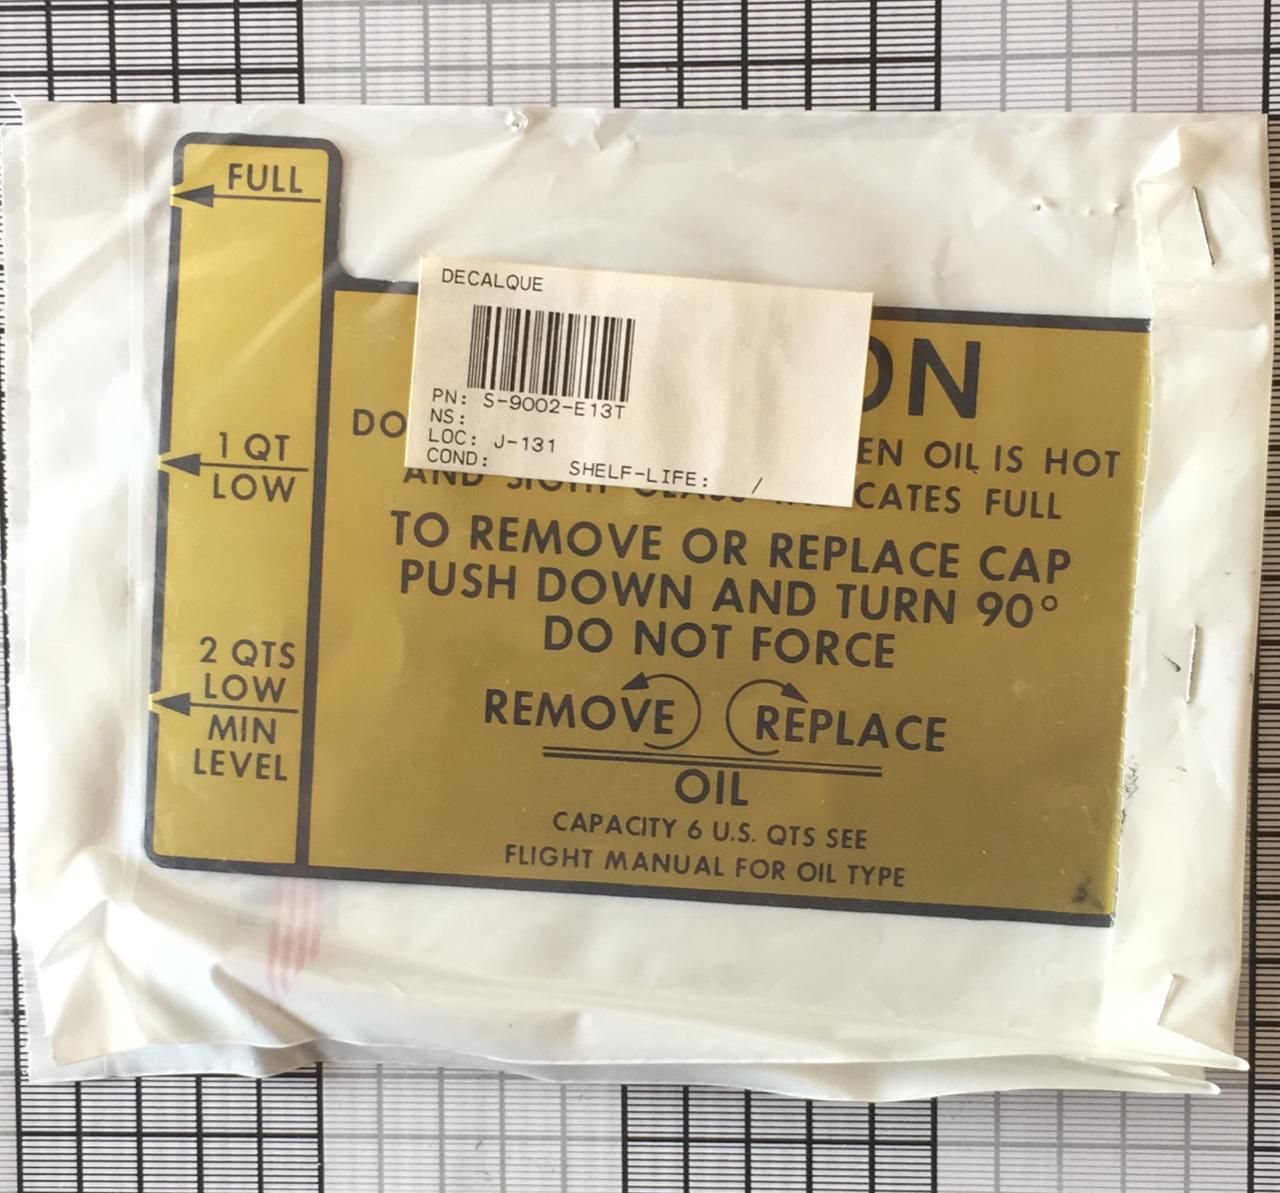 FULL
1 QT
LOW
2 QTS
LOW
MIN
LEVEL
DECALQUE
PN: S-9002-E13T
NS:
LOC: J-131
COND:
SHELF-LIFE: /
ON
DO EN OIL IS HOT
AND CATES FULL
TO REMOVE OR REPLACE CAP
PUSH DOWN AND TURN 90°
DO NOT FORCE
REMOVE REPLACE
OIL
CAPACITY 6 U.S. QTS SEE
FLIGHT MANUAL FOR OIL TYPE